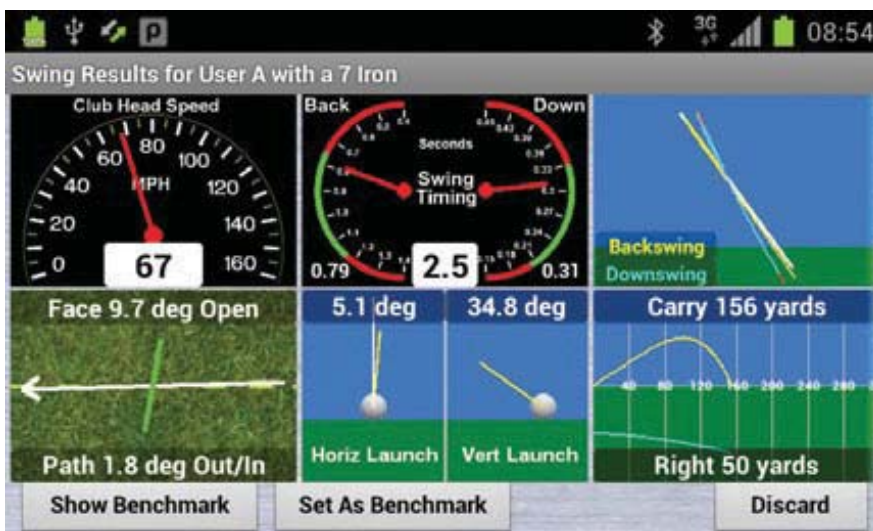 3G
08:54
Swing Results for User A with a 7 Iron
Club Head Speed
0 20 40 60 80 100 120 140 160
MPH
67
Back
Down
Seconds
Swing
Timing
0.79
2.5
0.31
Backswing
Downswing
Face 9.7 deg Open
Path 1.8 deg Out/In
5.1 deg
Horiz Launch
34.8 deg
Vert Launch
Carry 156 yards
40 80 120 160 200 240 280
Right 50 yards
Show Benchmark
Set As Benchmark
Discard